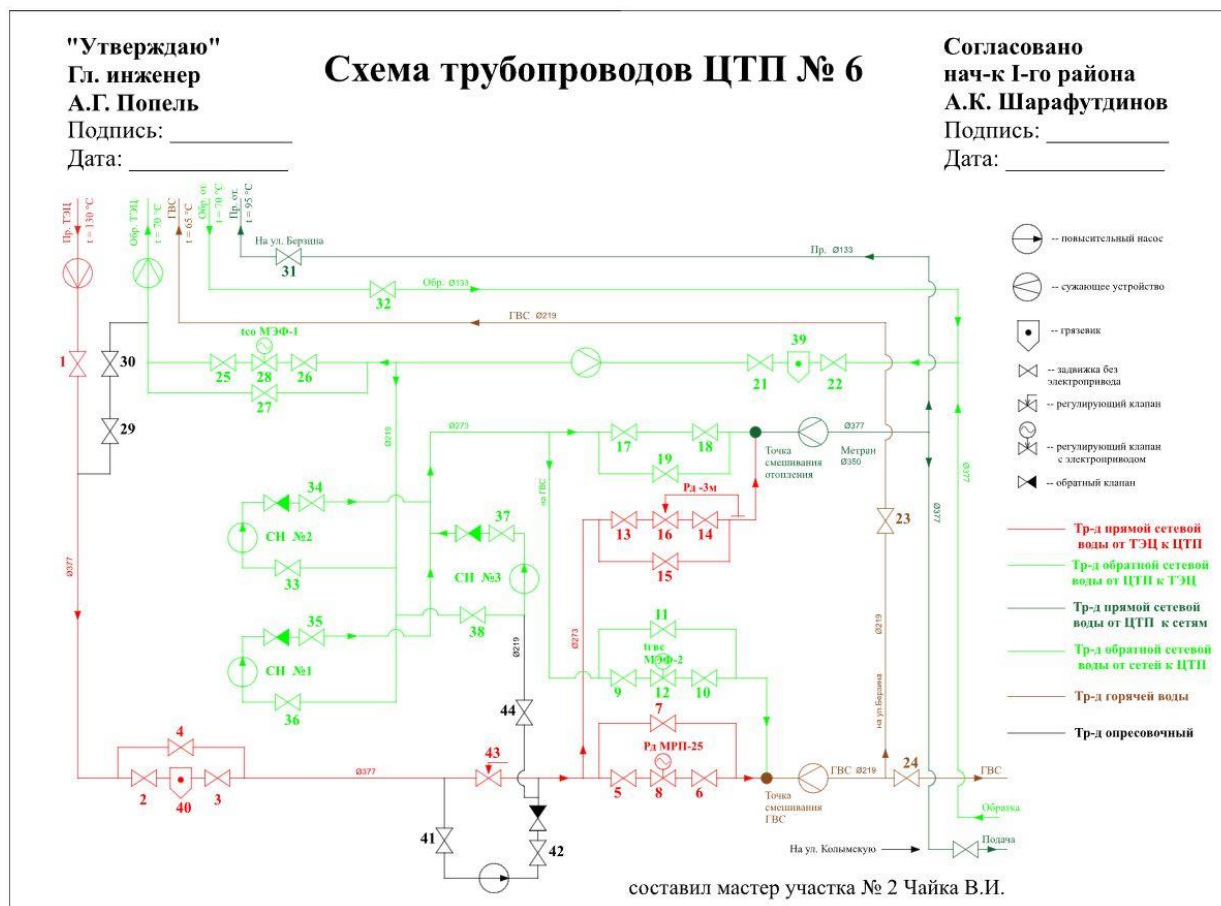 "Утверждаю"
Гл. инженер
А.Г. Попель
Подпись: ____________
Дата: ________________
Схема трубопроводов ЦТП № 6
Согласовано
нач-к I-го района
А.К. Шарафутдинов
Подпись: ____________
Дата: ________________
Пр. ТЭЦ
t = 130 °C
Обр. ТЭЦ
t = 70 °C
ГВС
t = 65 °C
Обр. от.
t = 70 °C
Пр. от.
t = 95 °C
На ул. Берзина
31
Пр. Ø133
32
Обр. Ø133
ГВС Ø219
tсо МЭФ-1
1
30
25
28
26
27
29
21
39
22
Ø219
Ø273
17
18
19
на ГВС
Точка
смешивания
отопления
Ø377
Метран
Ø350
Рд -3м
13
16
14
15
34
СН №2
33
37
СН №3
38
35
СН №1
36
Ø219
44
Ø377
Ø273
11
tгвс
МЭФ-2
9
12
10
7
Рд МРП-25
5
8
6
23
Ø219
на ул.Берзина
Ø377
Ø377
4
2
40
3
Ø377
43
41
42
Точка
смешивания
ГВС
ГВС Ø219
24
ГВС
Обратка
На ул. Колымскую
Подача
-- повысительный насос
-- сужающее устройство
-- грязевик
-- задвижка без
электропривода
-- регулирующий клапан
-- регулирующий клапан
с электроприводом
-- обратный клапан
Тр-д прямой сетевой
воды от ТЭЦ к ЦТП
Тр-д обратной сетевой
воды от ЦТП к ТЭЦ
Тр-д прямой сетевой
воды от ЦТП к сетям
Тр-д обратной сетевой
воды от сетей к ЦТП
Тр-д горячей воды
Тр-д опресовочный
составил мастер участка № 2 Чайка В.И.